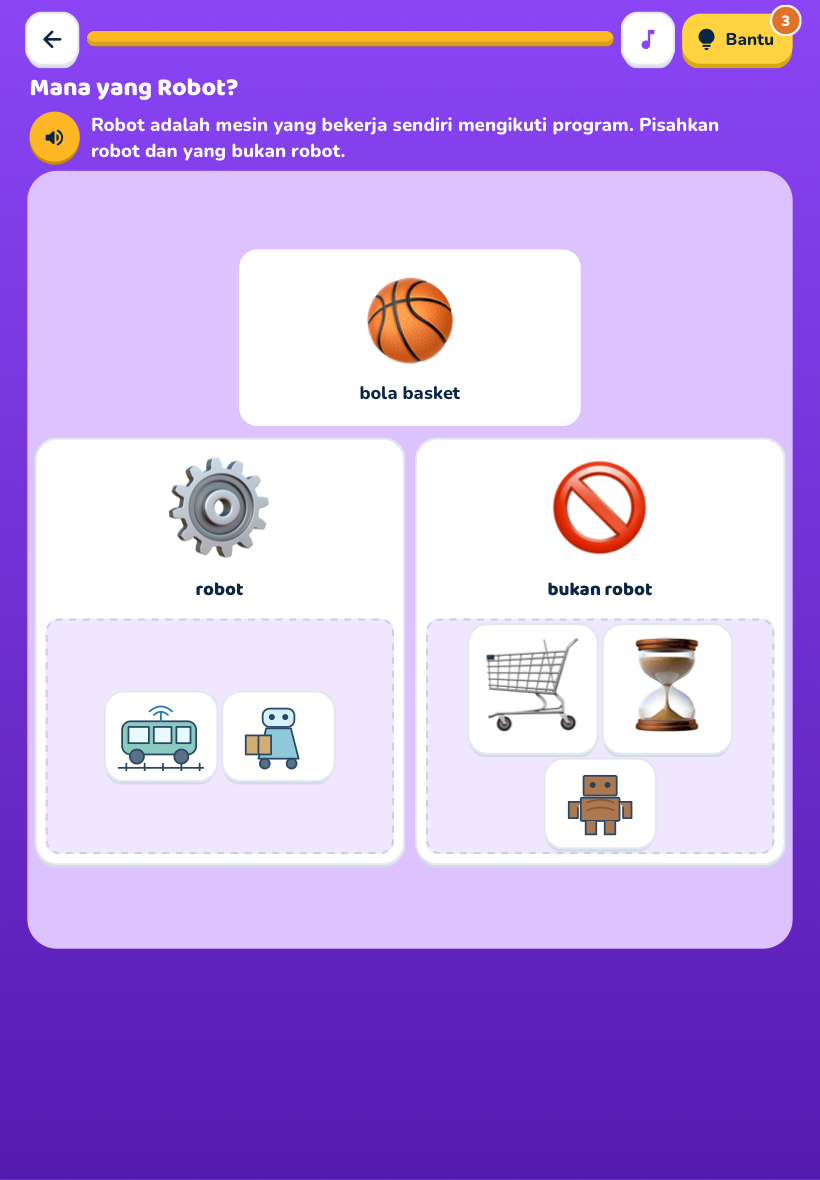 3
Bantu
Mana yang Robot?
Robot adalah mesin yang bekerja sendiri mengikuti program. Pisahkan
robot dan yang bukan robot.
bola basket
robot
bukan robot